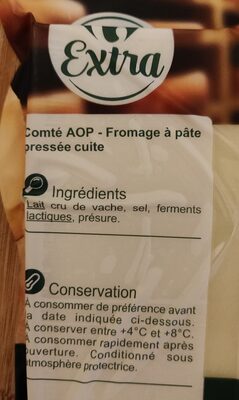 Extra
Comté AOP - Fromage à pâte
pressée cuite
Ingrédients
Lait cru de vache, sel, ferments
lactiques, présure.
Conservation
À consommer de préférence avant
la date indiquée ci-dessous.
À conserver entre +4°C et +8°C.
À consommer rapidement après
ouverture. Conditionné sous
atmosphère protectrice.